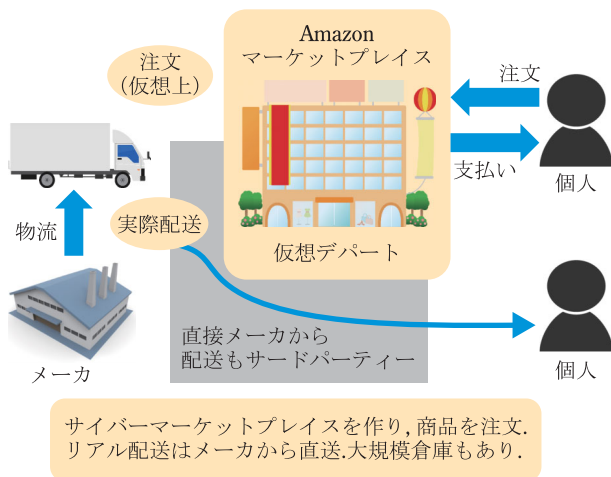 Amazon
マーケットプレイス
注文
(仮想上)
注文
支払い
個人
物流
実際配送
仮想デパート
メーカ
直接メーカから
配送もサードパーティー
個人
サイバーマーケットプレイスを作り, 商品を注文.
リアル配送はメーカから直送.大規模倉庫もあり.